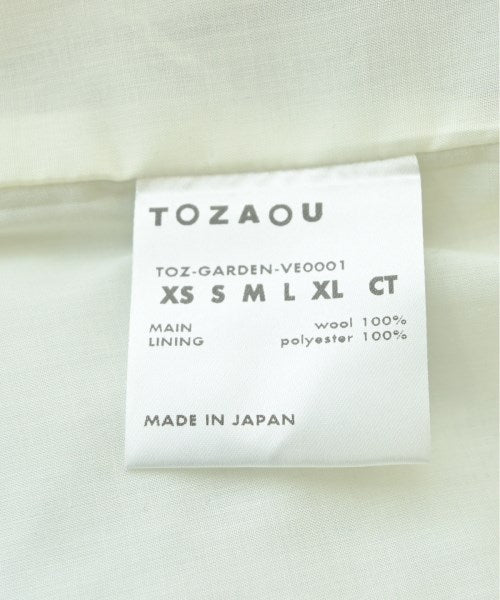 TOZAOU
TOZ-GARDEN-VE0001
XS S M L XL CT
MAIN wool 100%
LINING polyester 100%
MADE IN JAPAN